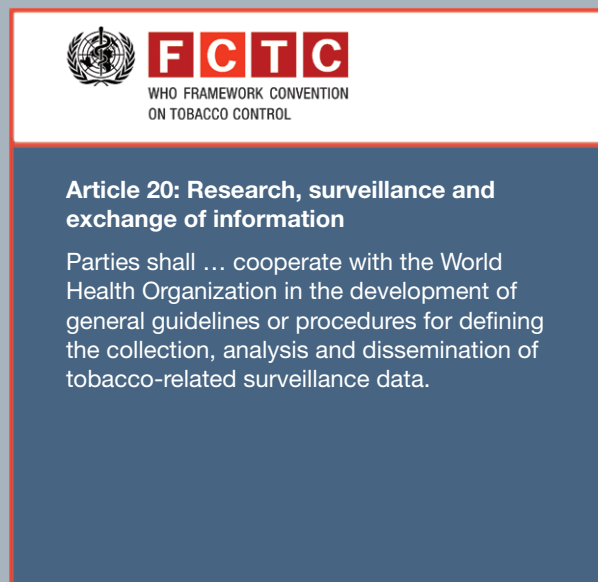 FCTC
WHO FRAMEWORK CONVENTION
ON TOBACCO CONTROL
Article 20: Research, surveillance and
exchange of information
Parties shall … cooperate with the World
Health Organization in the development of
general guidelines or procedures for defining
the collection, analysis and dissemination of
tobacco-related surveillance data.